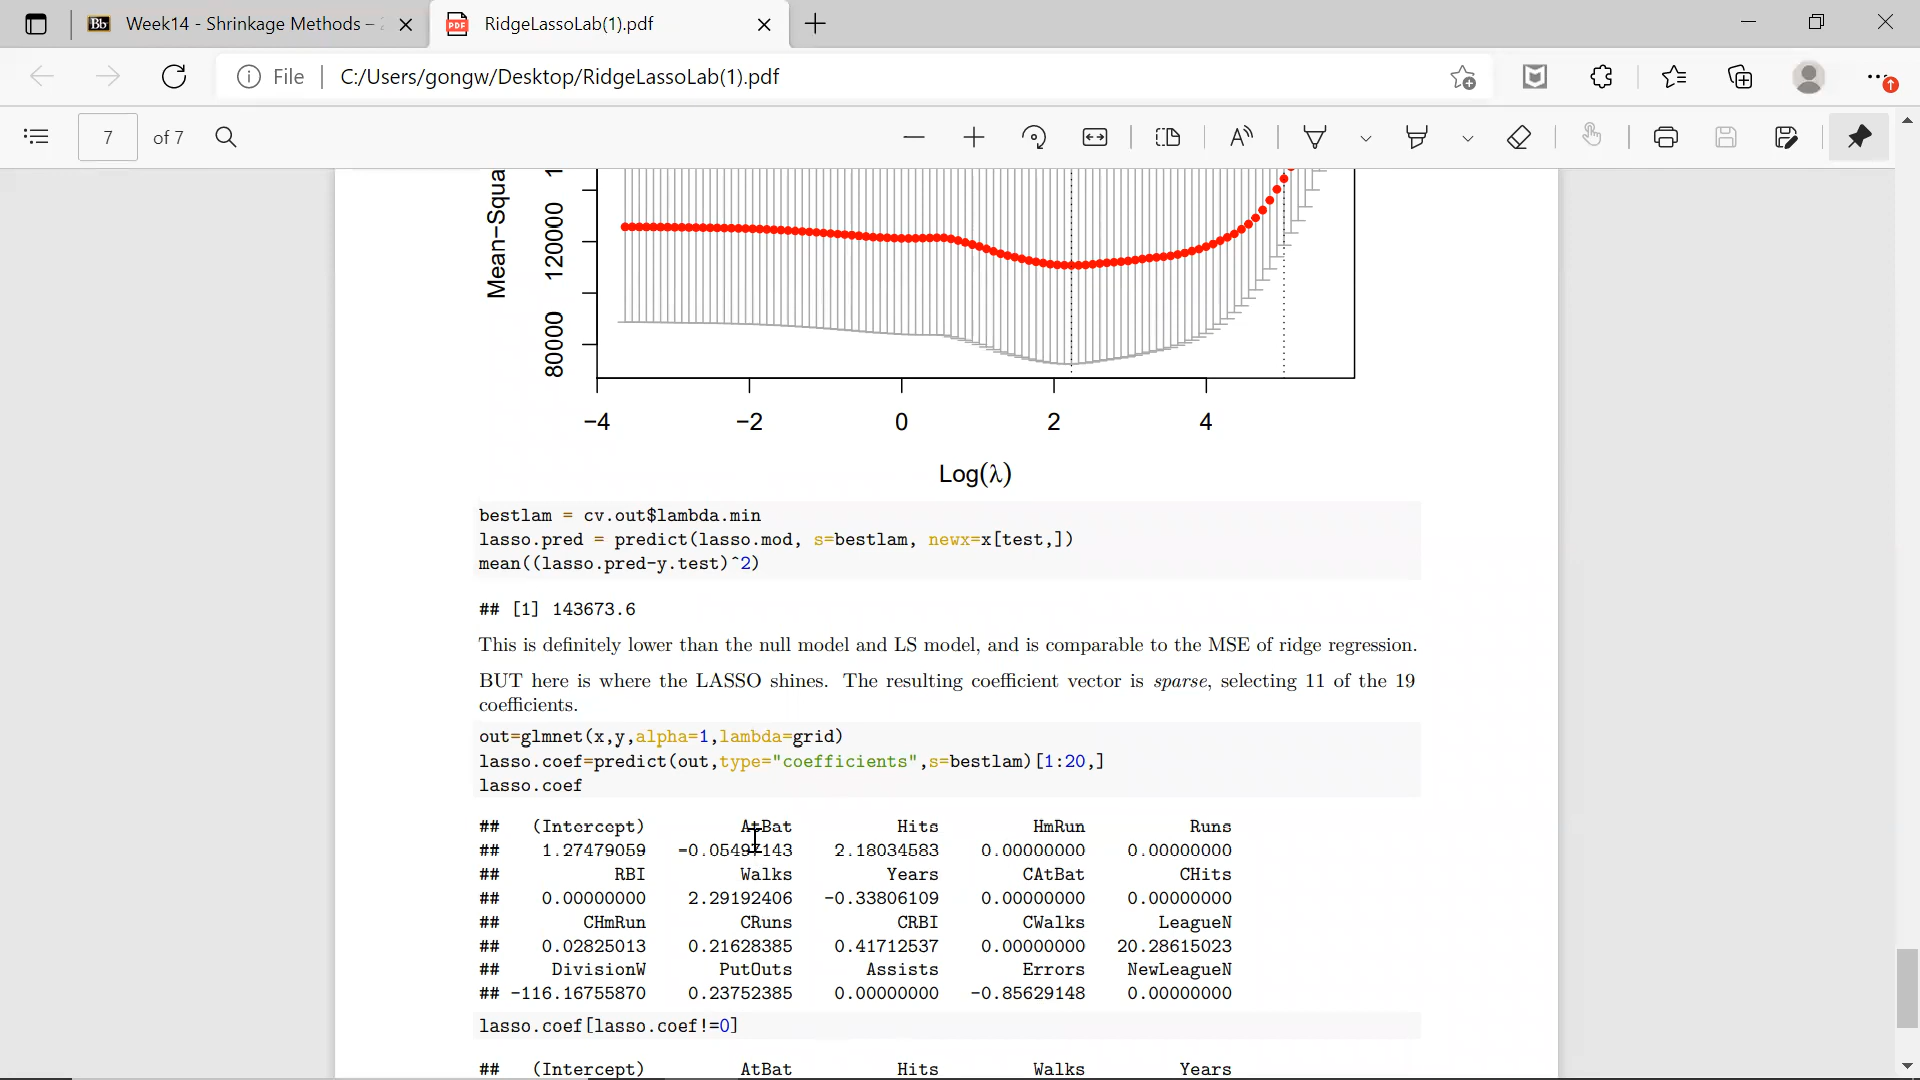 Week14 - Shrinkage Methods –
RidgeLassoLab(1).pdf
File
C:/Users/gongw/Desktop/RidgeLassoLab(1).pdf
7 of 7
120000
80000
-4 -2 0 2 4
Log(λ)
bestlam = cv.out$lambda.min
lasso.pred = predict(lasso.mod, s=bestlam, newx=x[test,])
mean((lasso.pred-y.test)^2)
## [1] 143673.6
This is definitely lower than the null model and LS model, and is comparable to the MSE of ridge regression.
BUT here is where the LASSO shines. The resulting coefficient vector is sparse, selecting 11 of the 19
coefficients.
out=glmnet(x,y,alpha=1,lambda=grid)
lasso.coef=predict(out,type="coefficients",s=bestlam)[1:20,]
lasso.coef
## (Intercept) AtBat Hits HmRun Runs
## 1.27479059 -0.05497143 2.18034583 0.00000000 0.00000000
## RBI Walks Years CAtBat CHits
## 0.00000000 2.29192406 -0.33806109 0.00000000 0.00000000
## CHmRun CRuns CRBI CWalks LeagueN
## 0.02825013 0.21628385 0.41712537 0.00000000 20.28615023
## DivisionW PutOuts Assists Errors NewLeagueN
## -116.16755870 0.23752385 0.00000000 -0.85629148 0.00000000
lasso.coef[lasso.coef!=0]
## (Intercept) AtBat Hits Walks Years